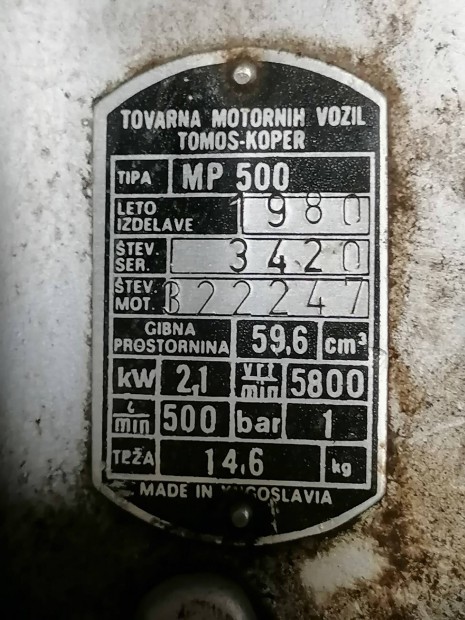 TOVARNA MOTORNIH VOZIL
TOMOS-KOPER
TIPA MP 500
LETO IZDELAVE 1980
ŠTEV. SER. 3420
ŠTEV. MOT. 322247
GIBNA PROSTORNINA 59,6 cm³
kW 2,1 vrt/min 5800
l/min 500 bar 1
TEŽA 14,6 kg
MADE IN YUGOSLAVIA